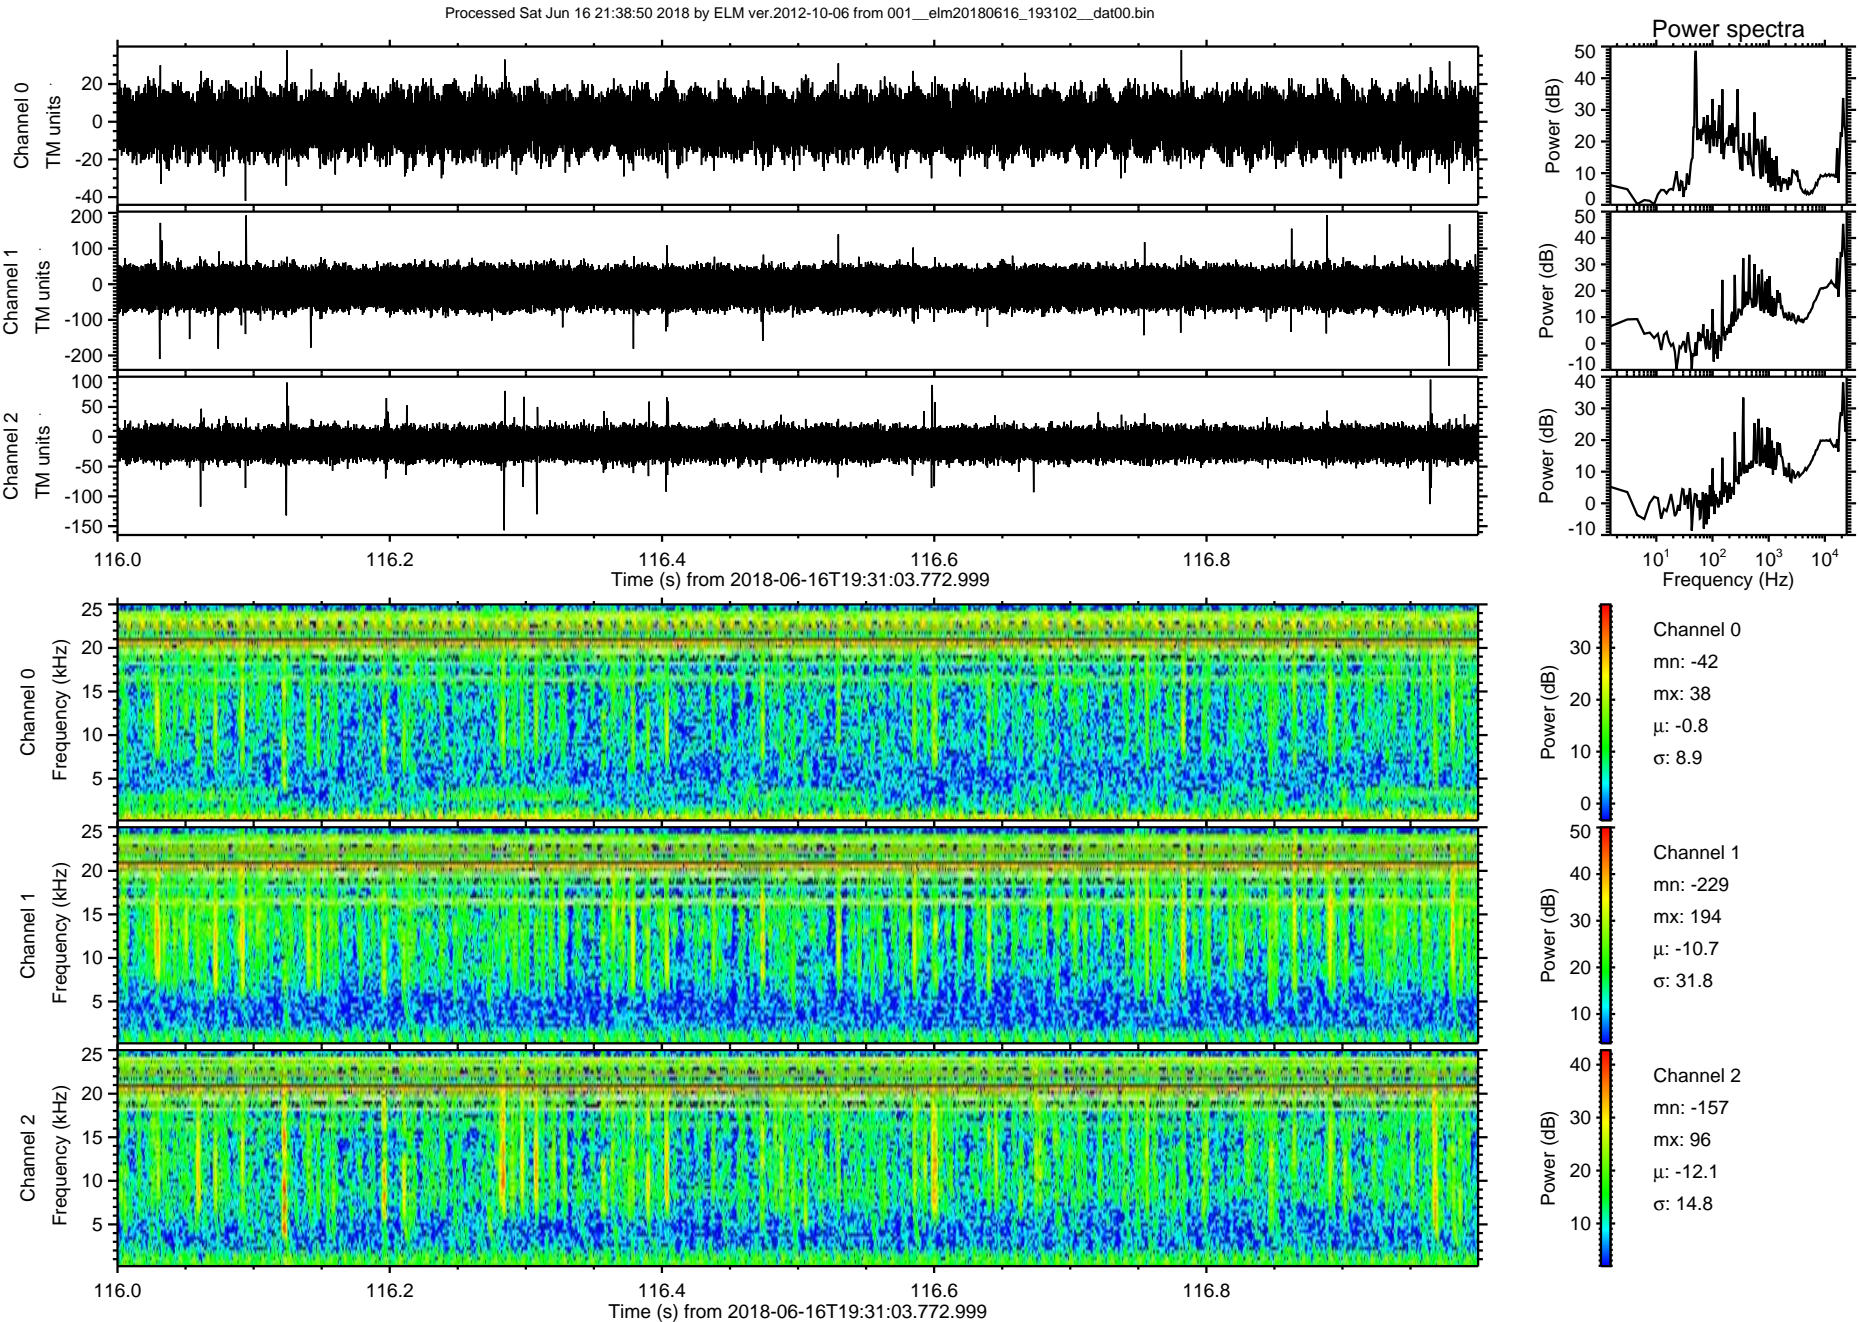 Processed Sat Jun 16 21:38:50 2018 by ELM ver.2012-10-06 from 001__elm20180616_193102__dat00.bin
Power spectra
Channel 0
TM units
20
0
-20
-40
Power (dB)
50
40
30
20
10
0
Channel 1
TM units
200
100
0
-100
-200
Power (dB)
50
40
30
20
10
0
-10
Channel 2
TM units
100
50
0
-50
-100
-150
Power (dB)
40
30
20
10
0
-10
116.0 116.2 116.4 116.6 116.8
Time (s) from 2018-06-16T19:31:03.772.999
10¹ 10² 10³ 10⁴
Frequency (Hz)
Channel 0
Frequency (kHz)
25
20
15
10
5
Power (dB)
30
20
10
0
Channel 0
mn: -42
mx: 38
μ: -0.8
σ: 8.9
Channel 1
Frequency (kHz)
25
20
15
10
5
Power (dB)
50
40
30
20
10
Channel 1
mn: -229
mx: 194
μ: -10.7
σ: 31.8
Channel 2
Frequency (kHz)
25
20
15
10
5
Power (dB)
40
30
20
10
Channel 2
mn: -157
mx: 96
μ: -12.1
σ: 14.8
116.0 116.2 116.4 116.6 116.8
Time (s) from 2018-06-16T19:31:03.772.999